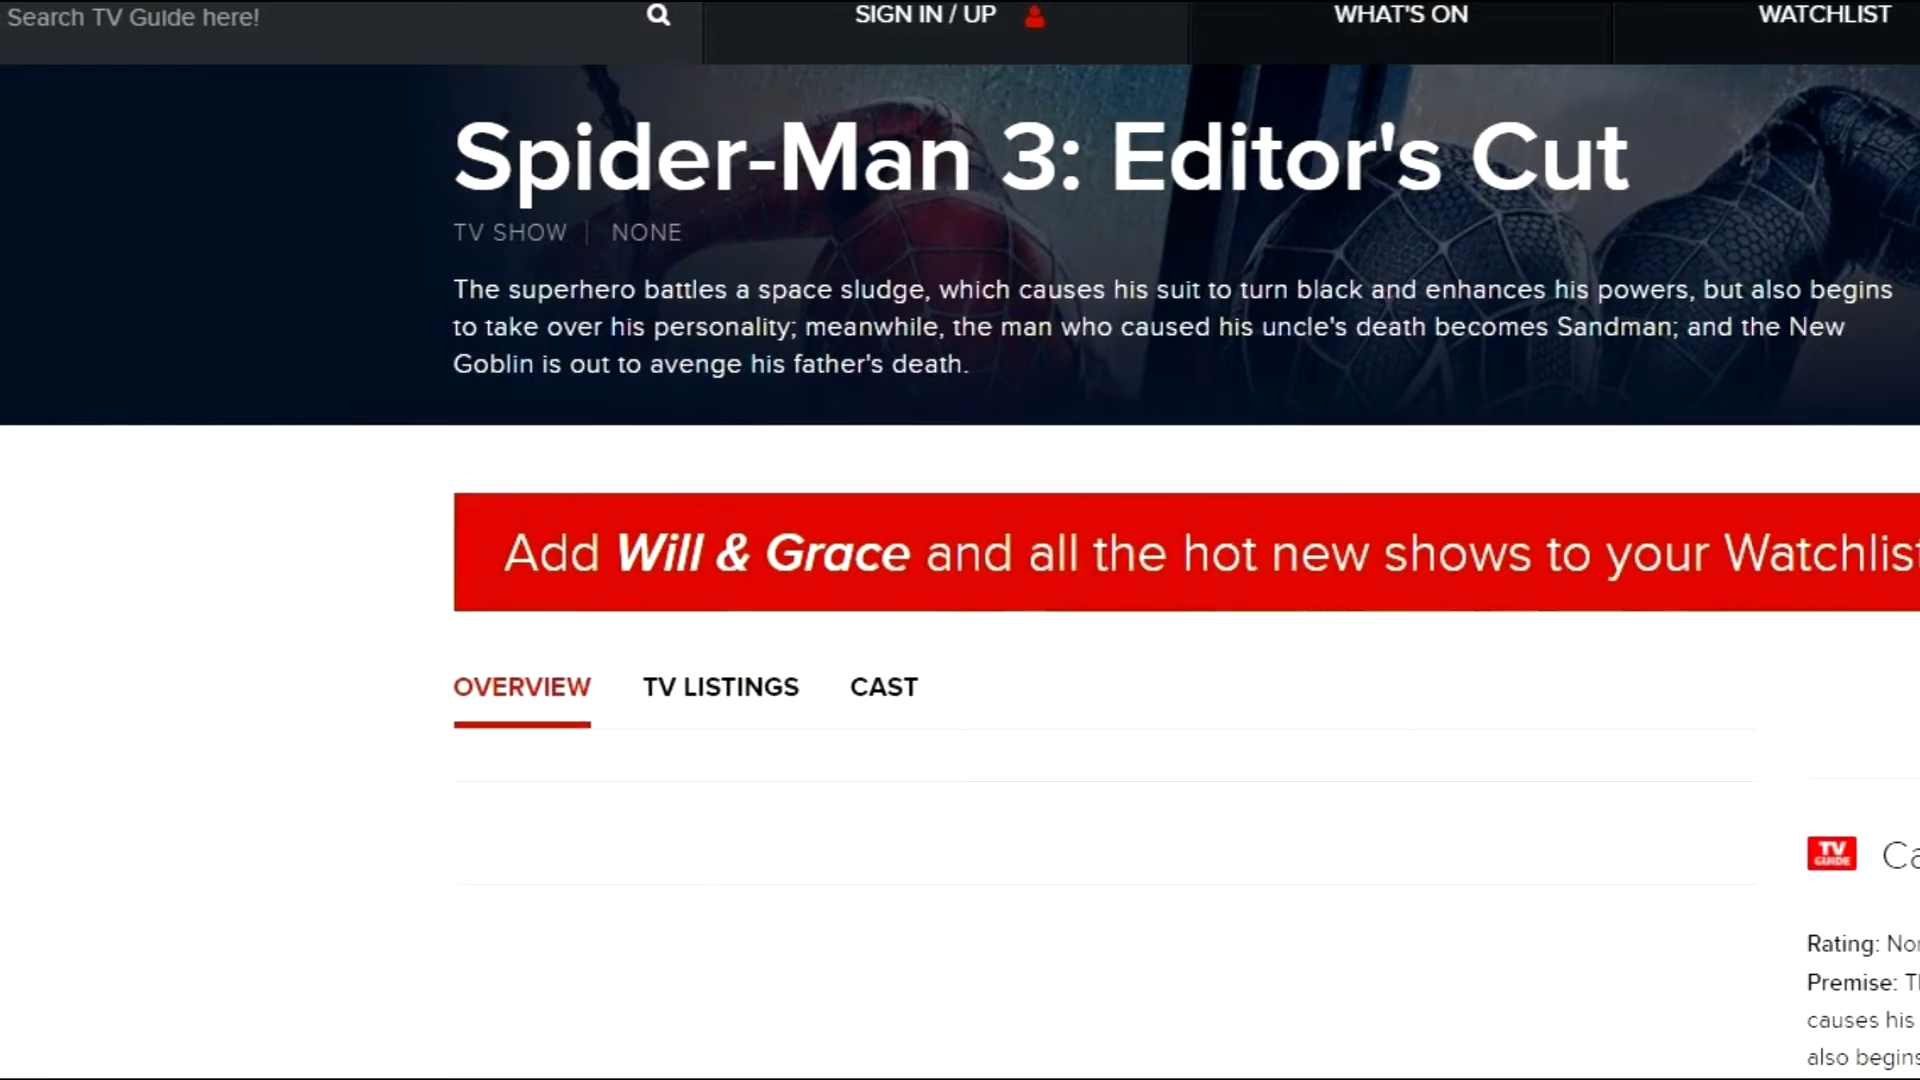 Search TV Guide here!
SIGN IN / UP
WHAT'S ON
WATCHLIST
Spider-Man 3: Editor's Cut
TV SHOW | NONE
The superhero battles a space sludge, which causes his suit to turn black and enhances his powers, but also begins
to take over his personality; meanwhile, the man who caused his uncle's death becomes Sandman; and the New
Goblin is out to avenge his father's death.
Add Will & Grace and all the hot new shows to your Watchlist
OVERVIEW
TV LISTINGS
CAST
TV
GUIDE
Rating:
Premise:
causes his
also begins